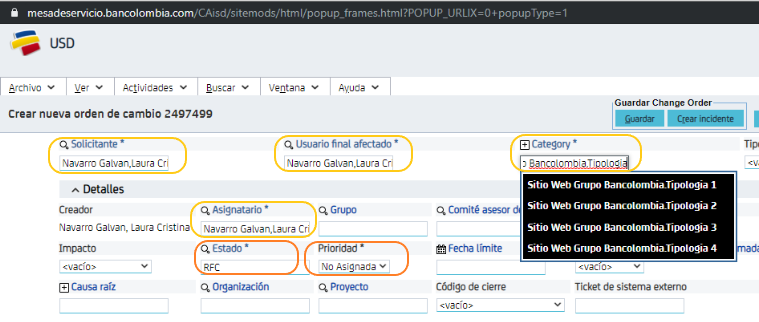 mesadeservicio.bancolombia.com/CAisd/sitemods/html/popup_frames.html?POPUP_URLIX=0+popupType=1
USD
Archivo Ver Actividades Buscar Ventana Ayuda
Crear nueva orden de cambio 2497499
Guardar Change Order
Guardar Crear incidente
Solicitante * Usuario final afectado * Category *
Navarro Galvan,Laura Cri Navarro Galvan,Laura Cri Bancolombia.Tipologia
Sitio Web Grupo Bancolombia.Tipologia 1
Sitio Web Grupo Bancolombia.Tipologia 2
Sitio Web Grupo Bancolombia.Tipologia 3
Sitio Web Grupo Bancolombia.Tipologia 4
Detalles
Creador Asignatario * Grupo Comité asesor de
Navarro Galvan, Laura Cristina Navarro Galvan,Laura Cri
Impacto Estado * Prioridad * Fecha límite
<vacío> RFC No Asignada <vacío>
Causa raíz Organización Proyecto Código de cierre Ticket de sistema externo
<vacío>